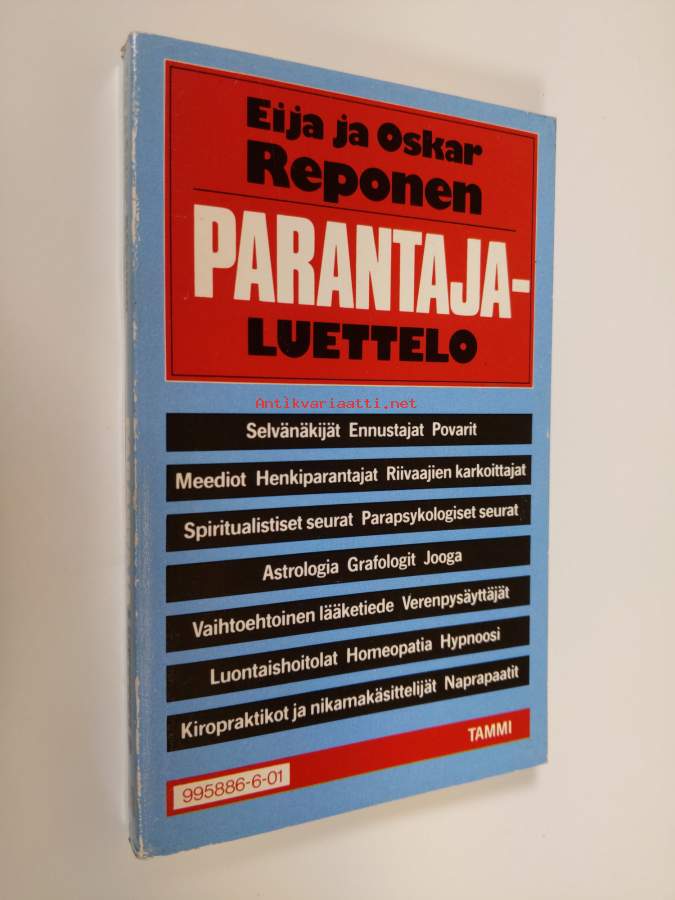 Eija ja Oskar
Reponen
PARANTAJA-
LUETTELO
Antikvariaatti.net
Selvänäkijät Ennustajat Povarit
Meediot Henkiparantajat Riivaajien karkoittajat
Spiritualistiset seurat Parapsykologiset seurat
Astrologia Grafologit Jooga
Vaihtoehtoinen lääketiede Verenpysäyttäjät
Luontaishoitolat Homeopatia Hypnoosi
Kiropraktikot ja nikamakäsittelijät Naprapaatit
TAMMI
995886-6-01